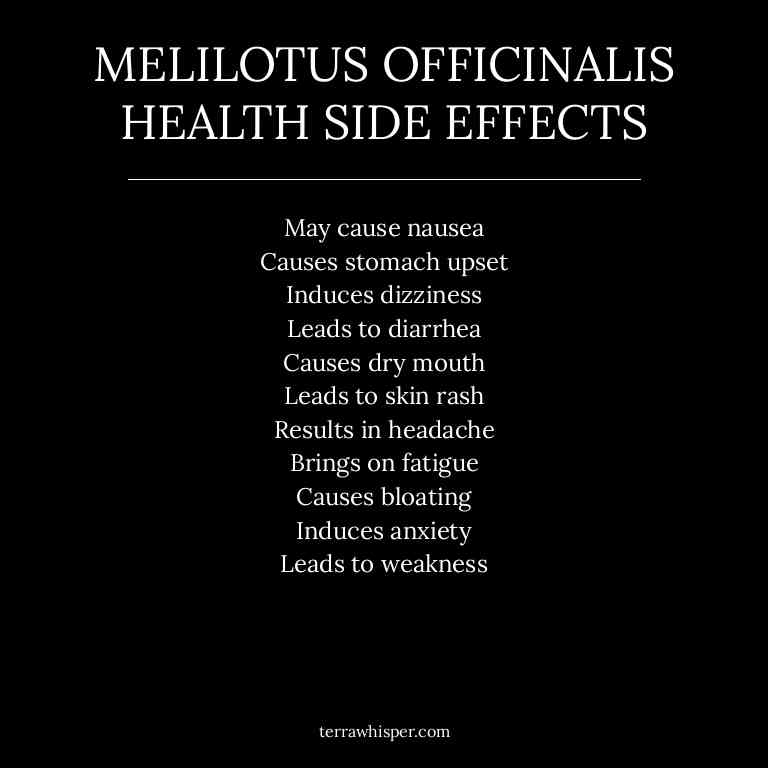 MELILOTUS OFFICINALIS
HEALTH SIDE EFFECTS
May cause nausea
Causes stomach upset
Induces dizziness
Leads to diarrhea
Causes dry mouth
Leads to skin rash
Results in headache
Brings on fatigue
Causes bloating
Induces anxiety
Leads to weakness
terrawhisper.com